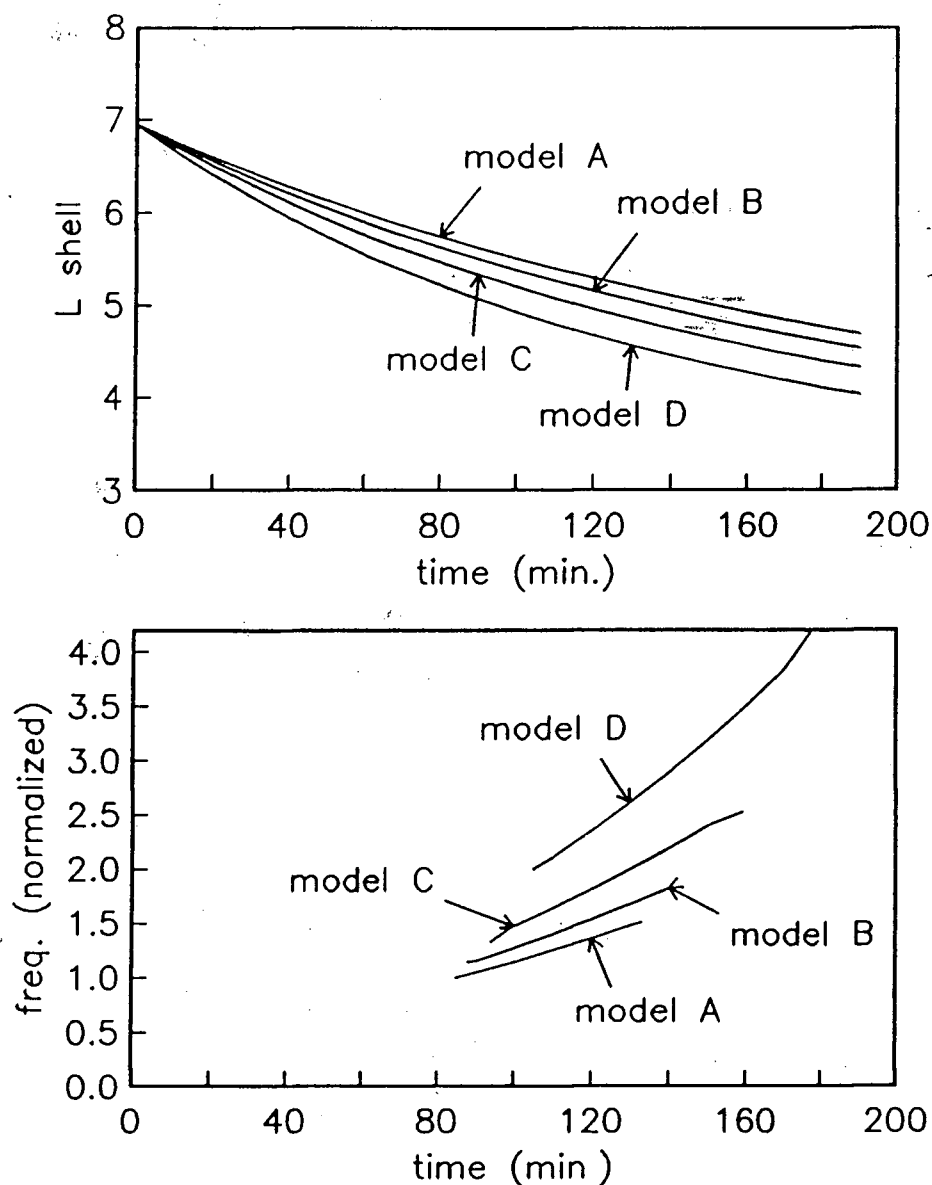 8
7
6
5
4
3
L shell
model A
model B
model C
model D
0
40
80
120
160
200
time (min.)
4.0
3.5
3.0
2.5
2.0
1.5
1.0
0.5
0.0
freq. (normalized)
model D
model C
model B
model A
0
40
80
120
160
200
time (min )